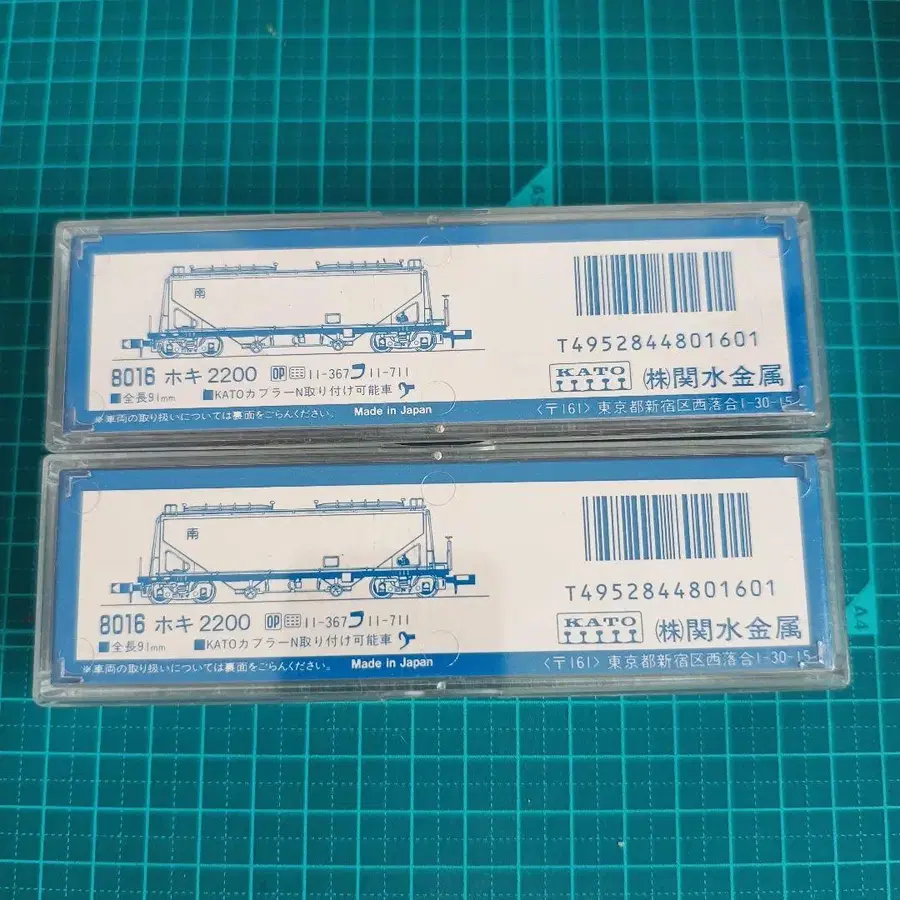 南
T4952844801601
8016 ホキ2200 OP 11-367 11-711
KATO (株)関水金属
■全長91mm ■KATOカプラーN取り付け可能車
※車両の取り扱いについては裏面をごらんください。 Made in Japan 〈〒161〉東京都新宿区西落合1-30-15
南
T4952844801601
8016 ホキ2200 OP 11-367 11-711
KATO (株)関水金属
■全長91mm ■KATOカプラーN取り付け可能車
※車両の取り扱いについては裏面をごらんください。 Made in Japan 〈〒161〉東京都新宿区西落合1-30-15
A4